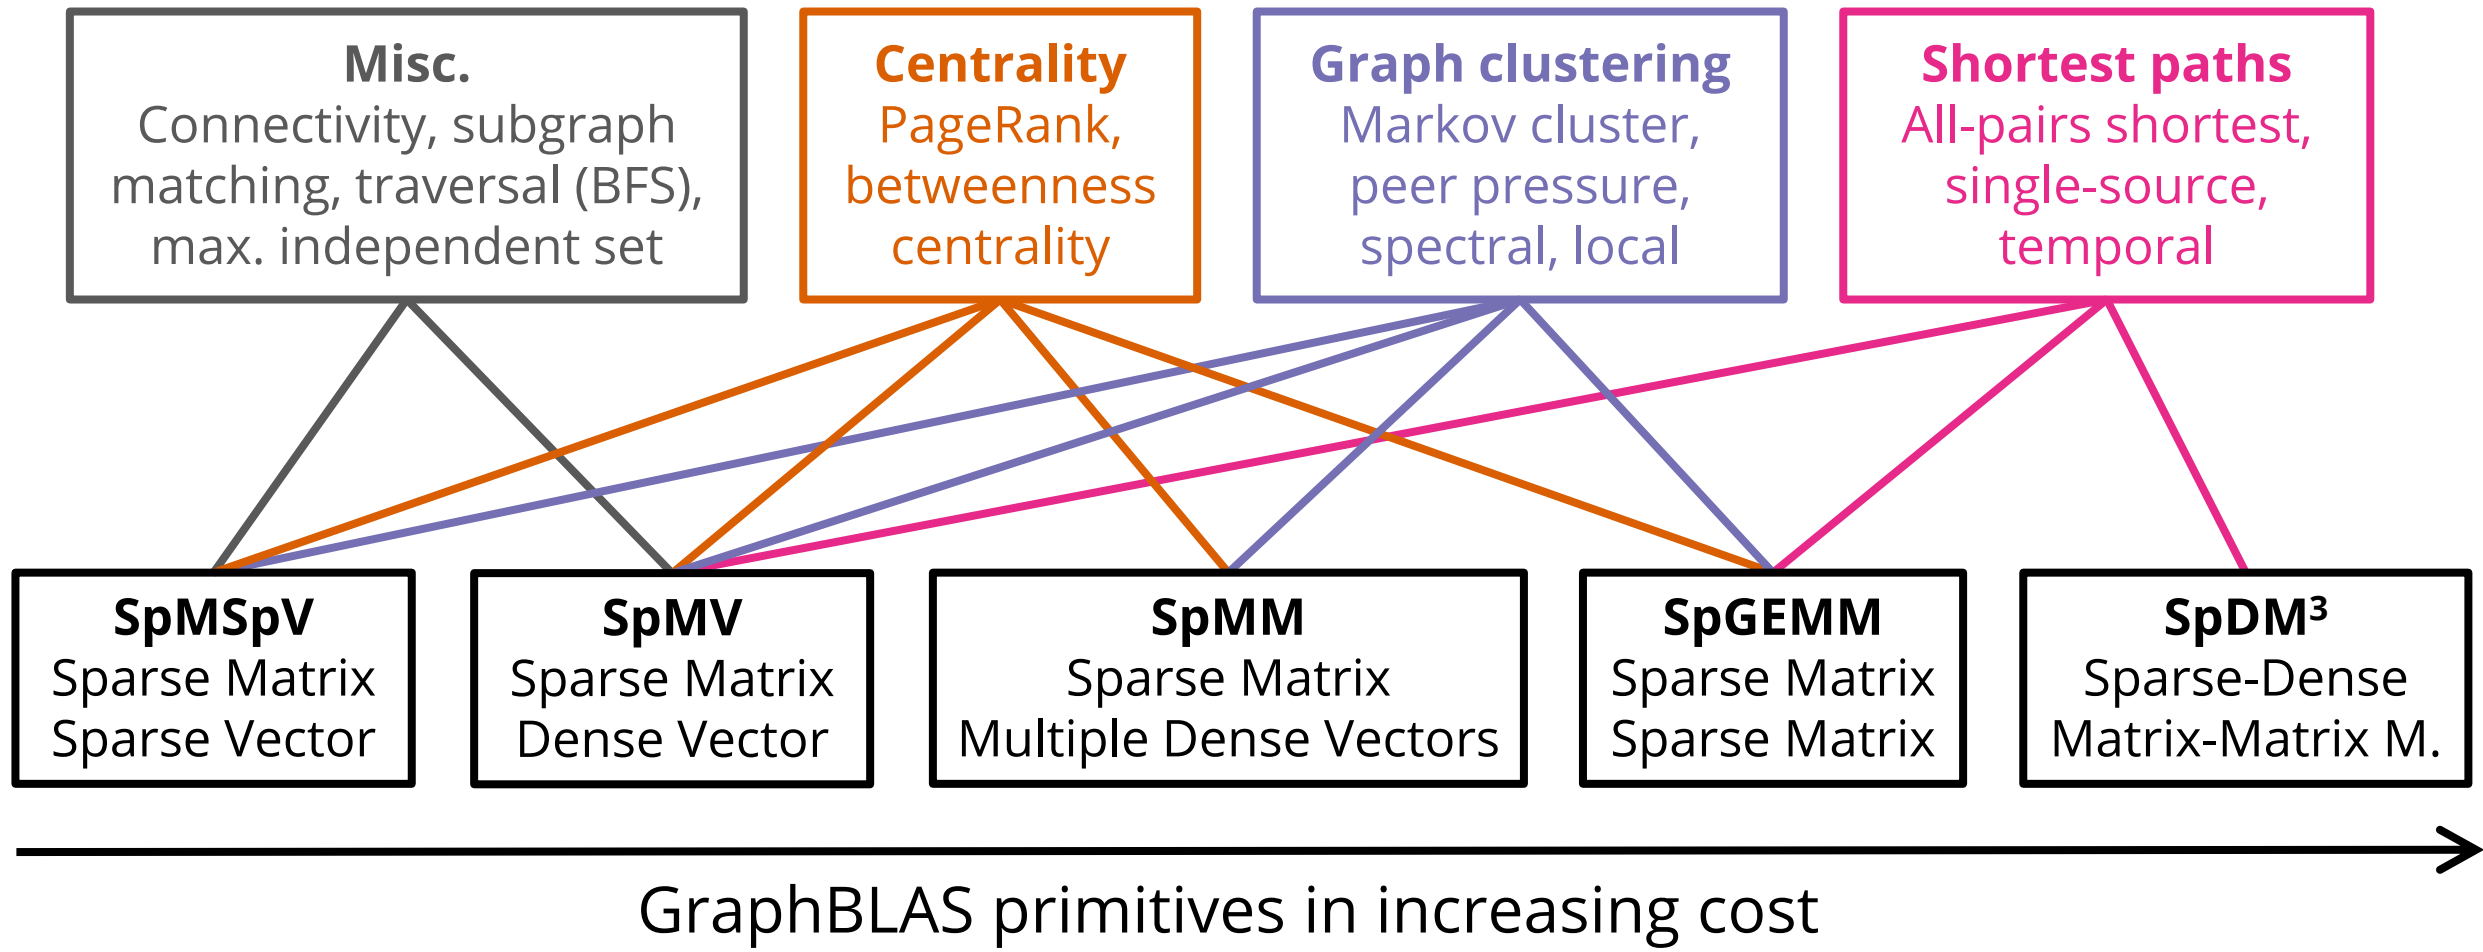 Misc.
Connectivity, subgraph
matching, traversal (BFS),
max. independent set
Centrality
PageRank,
betweenness
centrality
Graph clustering
Markov cluster,
peer pressure,
spectral, local
Shortest paths
All-pairs shortest,
single-source,
temporal
SpMSpV
Sparse Matrix
Sparse Vector
SpMV
Sparse Matrix
Dense Vector
SpMM
Sparse Matrix
Multiple Dense Vectors
SpGEMM
Sparse Matrix
Sparse Matrix
SpDM³
Sparse-Dense
Matrix-Matrix M.
GraphBLAS primitives in increasing cost